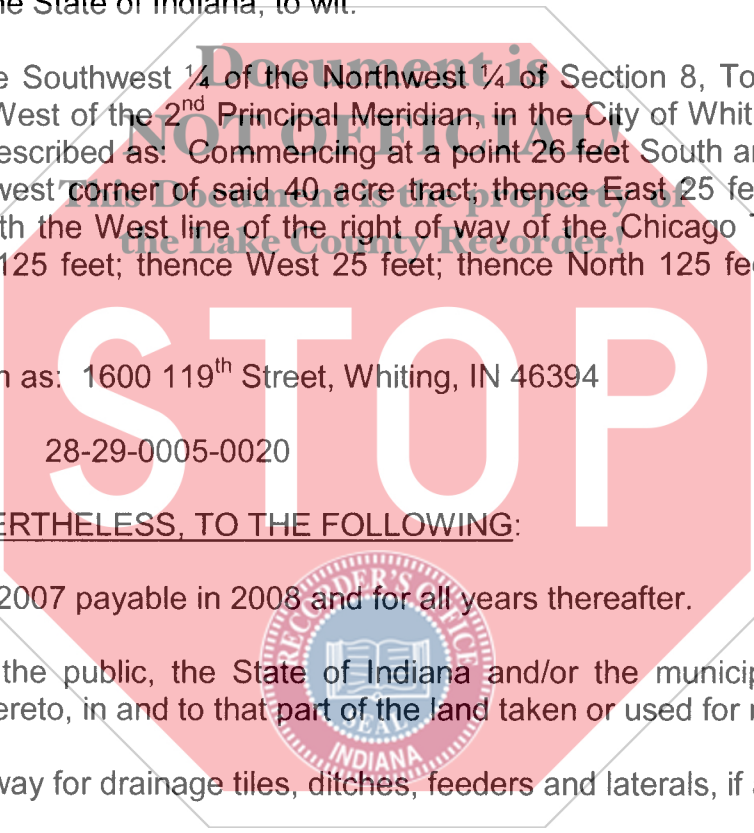 e State of Indiana, to wit:
e Southwest ¼ of the Northwest ¼ of Section 8, To
West of the 2nd Principal Meridian, in the City of Whit
escribed as: Commencing at a point 26 feet South an
west corner of said 40 acre tract; thence East 25 fe
th the West line of the right of way of the Chicago T
125 feet; thence West 25 feet; thence North 125 fee
Document is
NOT OFFICIAL!
This Document is the property of
the Lake County Recorder!
n as: 1600 119th Street, Whiting, IN 46394
28-29-0005-0020
STOP
ERTHELESS, TO THE FOLLOWING:
2007 payable in 2008 and for all years thereafter.
the public, the State of Indiana and/or the municip
ereto, in and to that part of the land taken or used for r
way for drainage tiles, ditches, feeders and laterals, if a
RECORDER'S OFFICE
SEAL
INDIANA